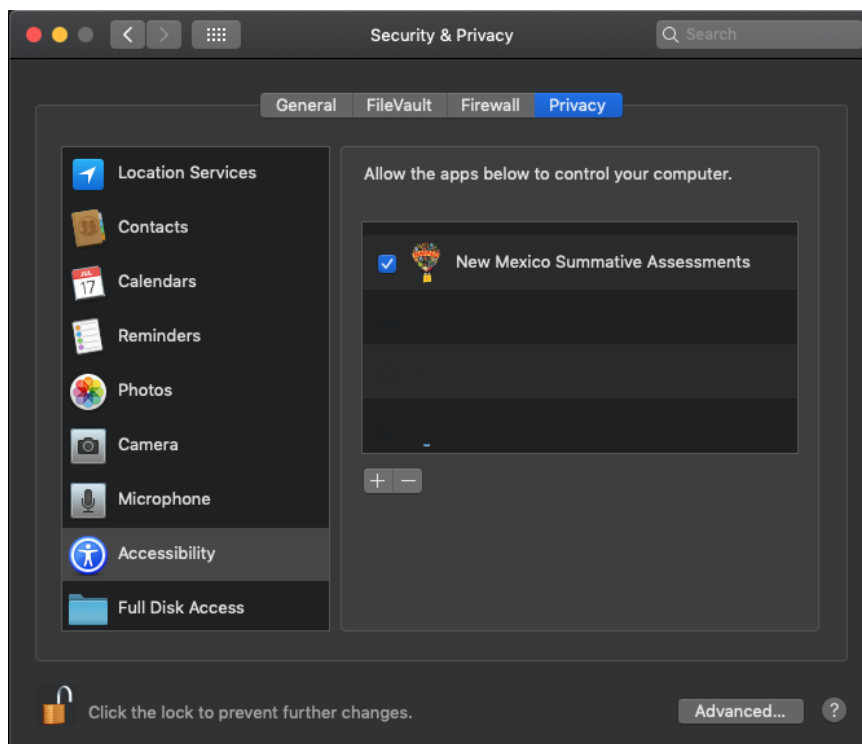 Security & Privacy
Search
General
FileVault
Firewall
Privacy
Location Services
Contacts
JUL
17
Calendars
Reminders
Photos
Camera
Microphone
Accessibility
Full Disk Access
Allow the apps below to control your computer.
New Mexico Summative Assessments
Click the lock to prevent further changes.
Advanced...
?